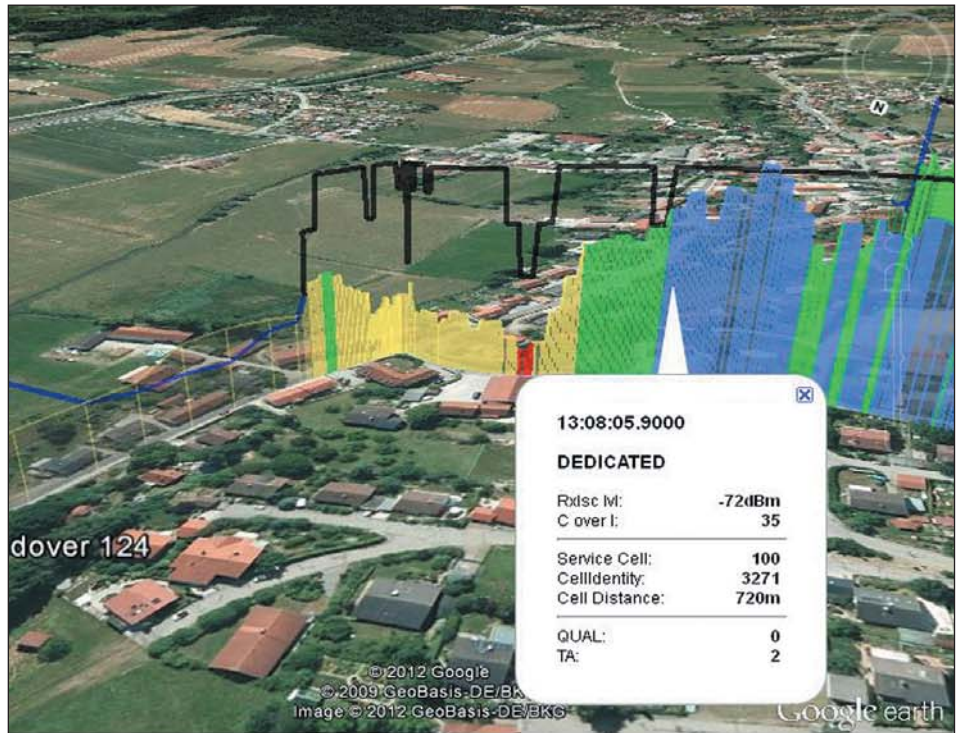 N
13:08:05.9000
DEDICATED
Rxlsc lvl: -72dBm
C over I: 35
Service Cell: 100
CellIdentity: 3271
Cell Distance: 720m
QUAL: 0
TA: 2
dover 124
© 2012 Google
© 2009 GeoBasis-DE/BK
Image © 2012 GeoBasis-DE/BKG
Google earth